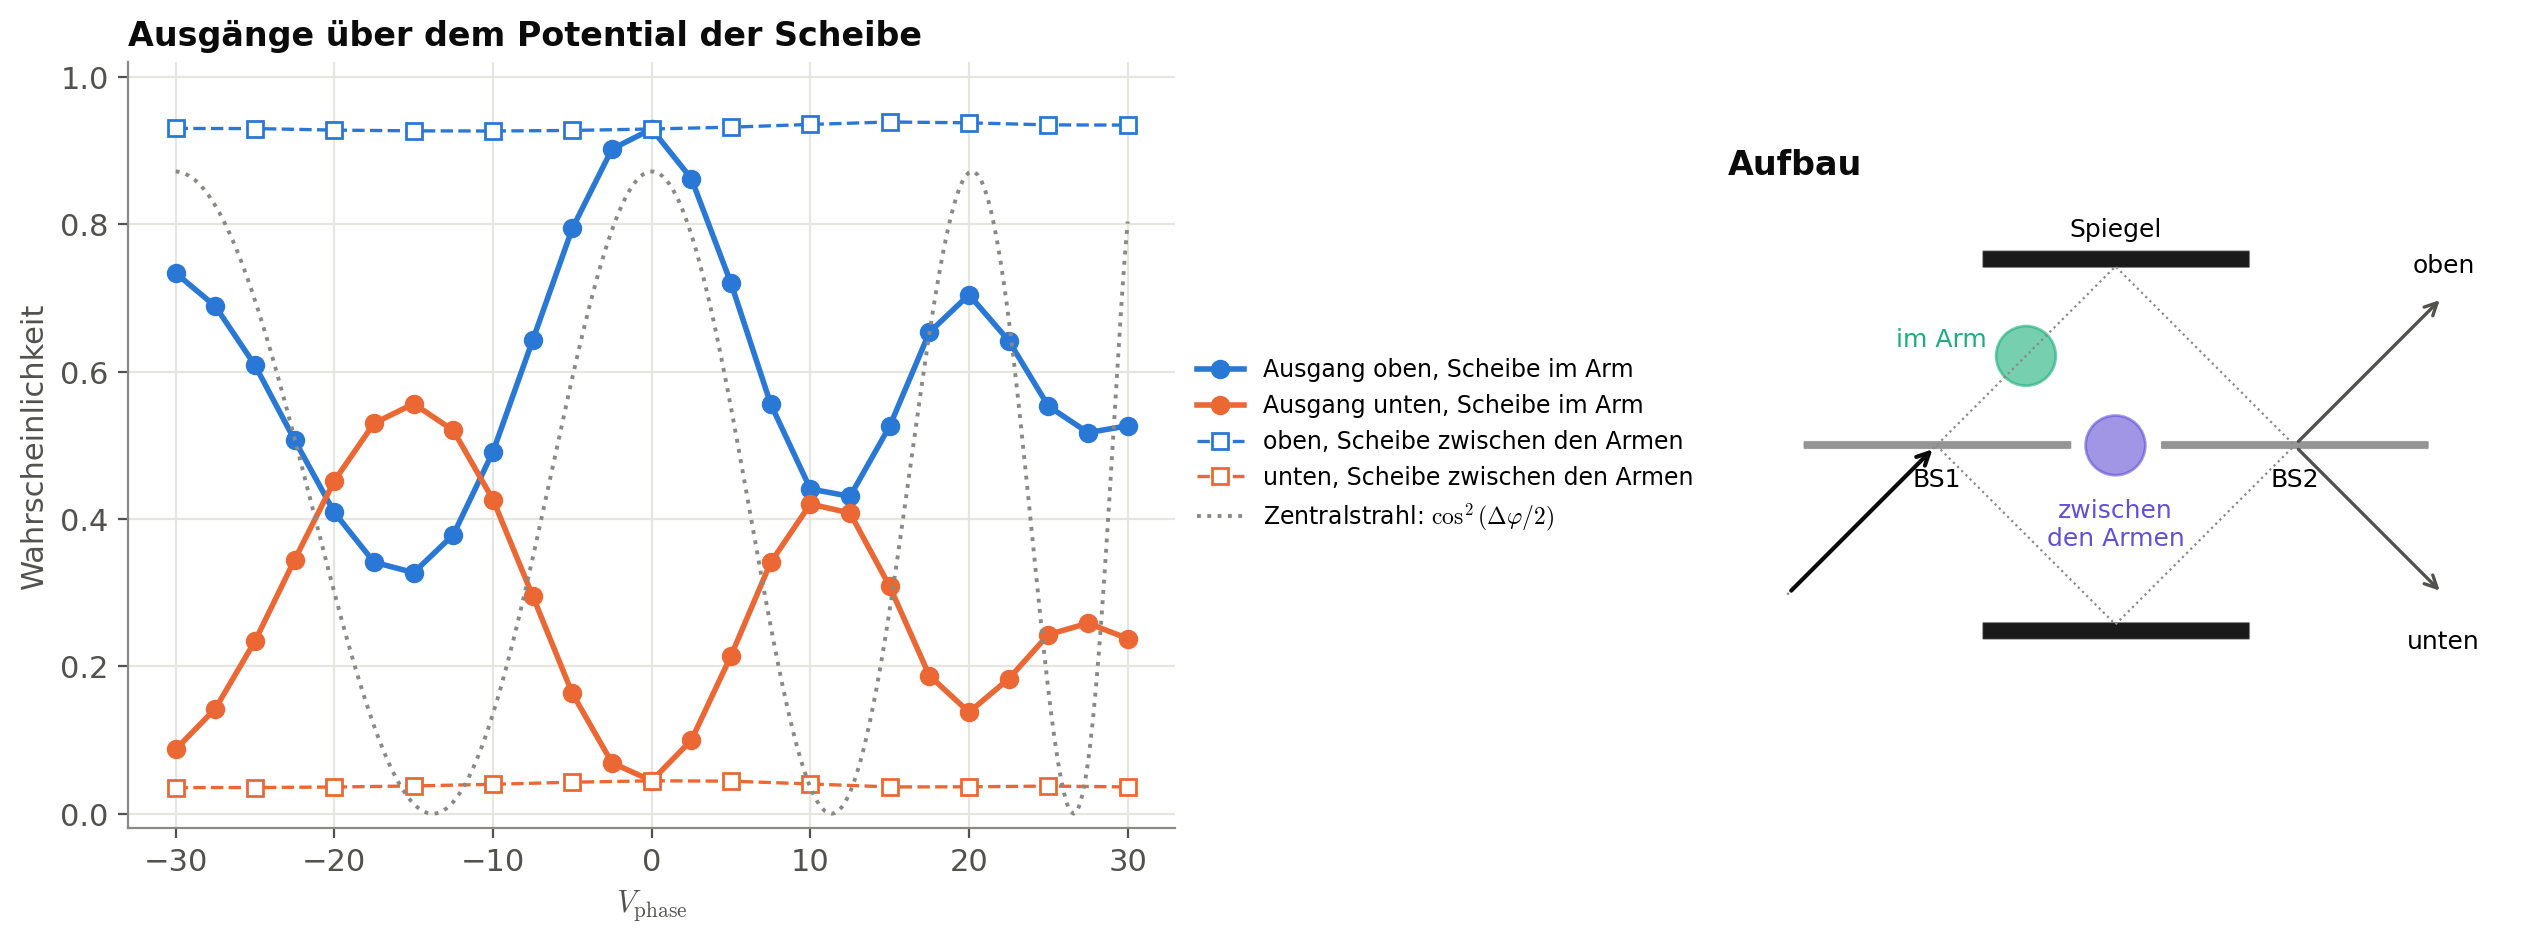 Ausgänge über dem Potential der Scheibe
1.0
0.8
0.6
0.4
0.2
0.0
Wahrscheinlichkeit
−30
−20
−10
0
10
20
30
V_phase
Ausgang oben, Scheibe im Arm
Ausgang unten, Scheibe im Arm
oben, Scheibe zwischen den Armen
unten, Scheibe zwischen den Armen
Zentralstrahl: cos² (Δφ/2)
Aufbau
Spiegel
oben
im Arm
BS1
BS2
zwischen
den Armen
unten